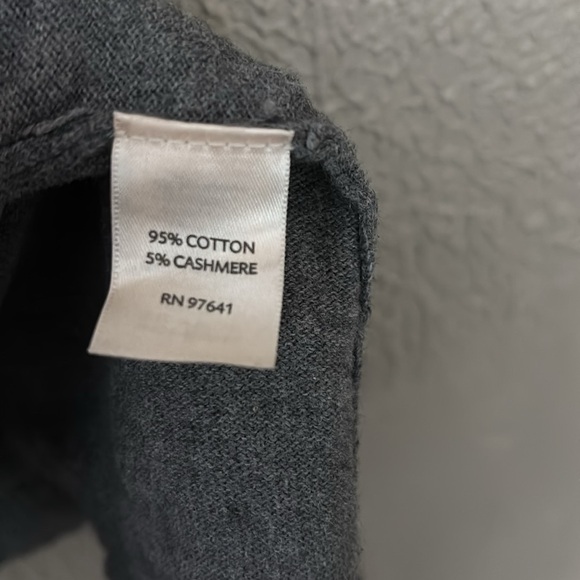 95% COTTON
5% CASHMERE
RN 97641